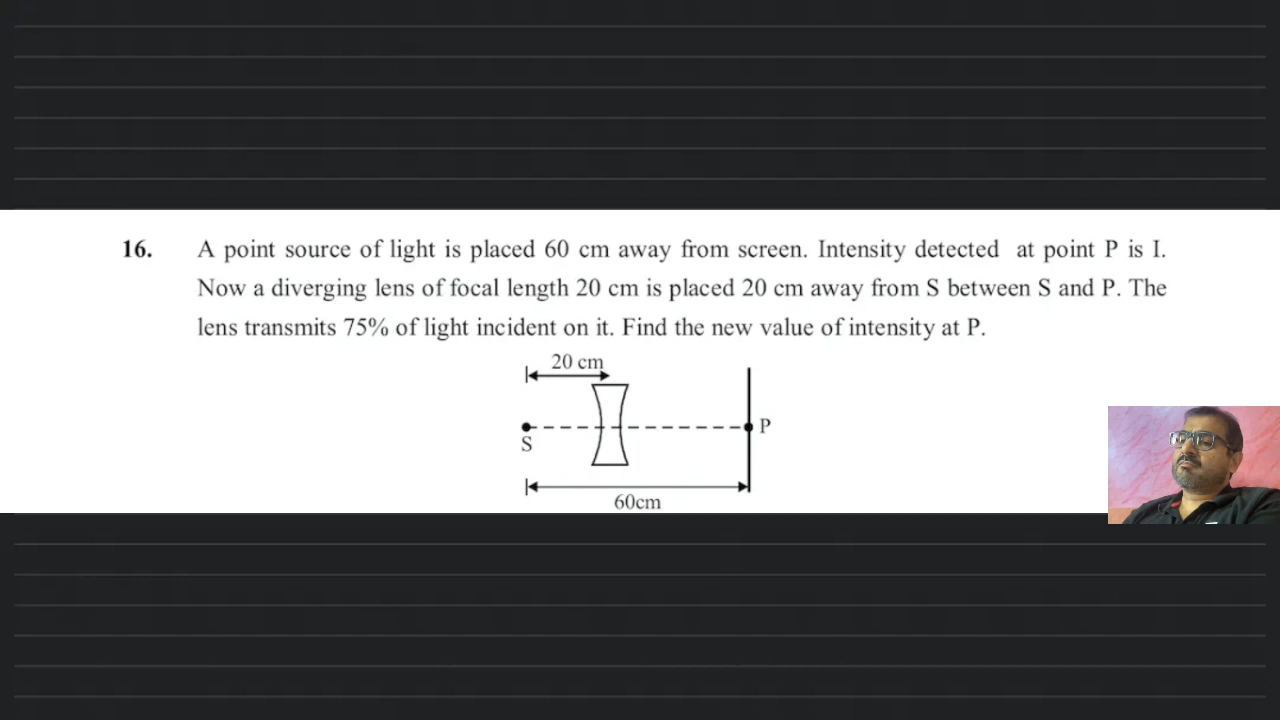 16. A point source of light is placed 60 cm away from screen. Intensity detected at point P is I.
Now a diverging lens of focal length 20 cm is placed 20 cm away from S between S and P. The
lens transmits 75% of light incident on it. Find the new value of intensity at P.
20 cm
P
S
60cm